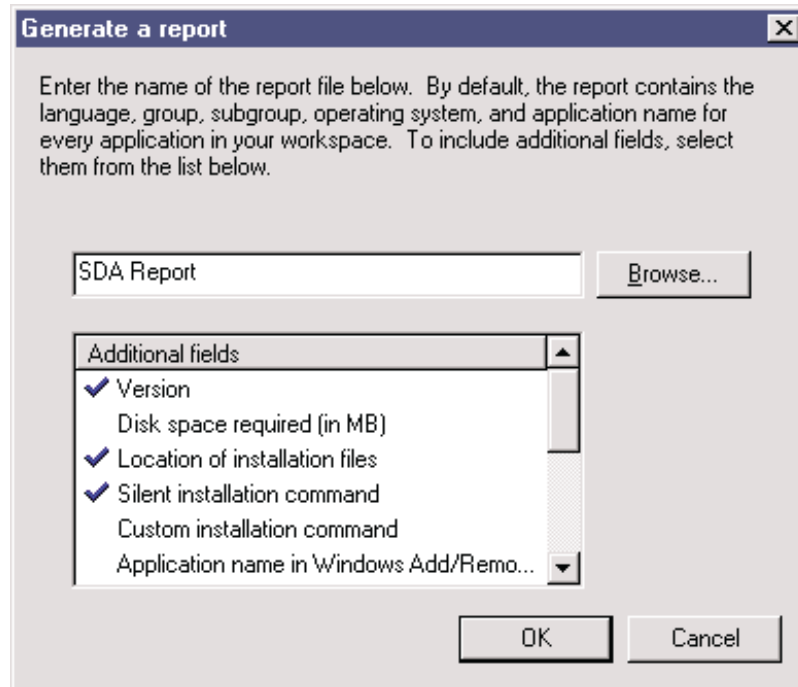 Generate a report
Enter the name of the report file below.  By default, the report contains the
language, group, subgroup, operating system, and application name for
every application in your workspace.  To include additional fields, select
them from the list below.
SDA Report
Browse...
Additional fields
Version
Disk space required (in MB)
Location of installation files
Silent installation command
Custom installation command
Application name in Windows Add/Remo...
OK
Cancel